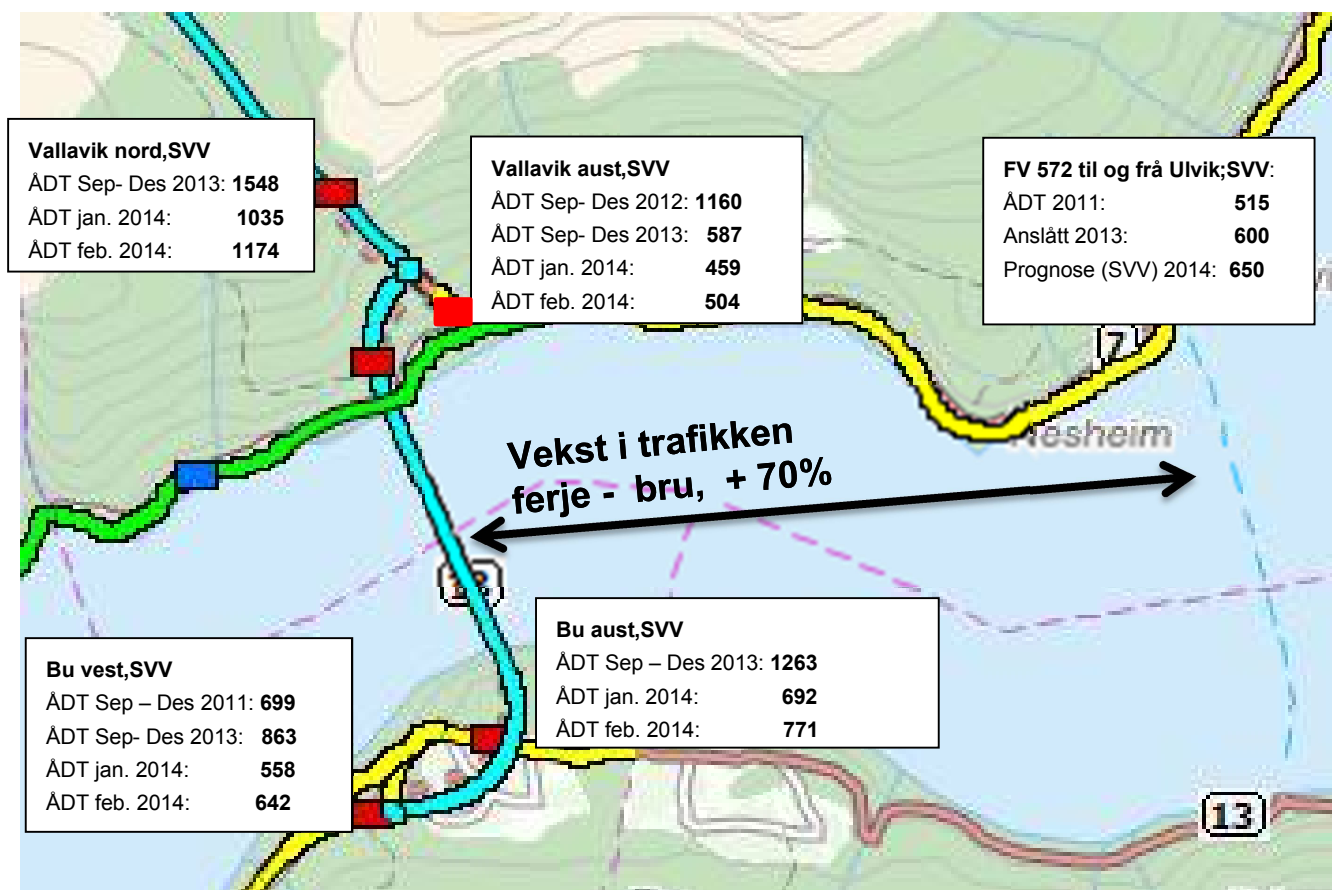 Vallavik nord,SVV
ÅDT Sep- Des 2013: 1548
ÅDT jan. 2014: 1035
ÅDT feb. 2014: 1174
Vallavik aust,SVV
ÅDT Sep- Des 2012: 1160
ÅDT Sep- Des 2013: 587
ÅDT jan. 2014: 459
ÅDT feb. 2014: 504
FV 572 til og frå Ulvik;SVV:
ÅDT 2011: 515
Anslått 2013: 600
Prognose (SVV) 2014: 650
7
Nesheim
Vekst i trafikken
ferje - bru, + 70%
Bu vest,SVV
ÅDT Sep – Des 2011: 699
ÅDT Sep- Des 2013: 863
ÅDT jan. 2014: 558
ÅDT feb. 2014: 642
Bu aust,SVV
ÅDT Sep – Des 2013: 1263
ÅDT jan. 2014: 692
ÅDT feb. 2014: 771
13